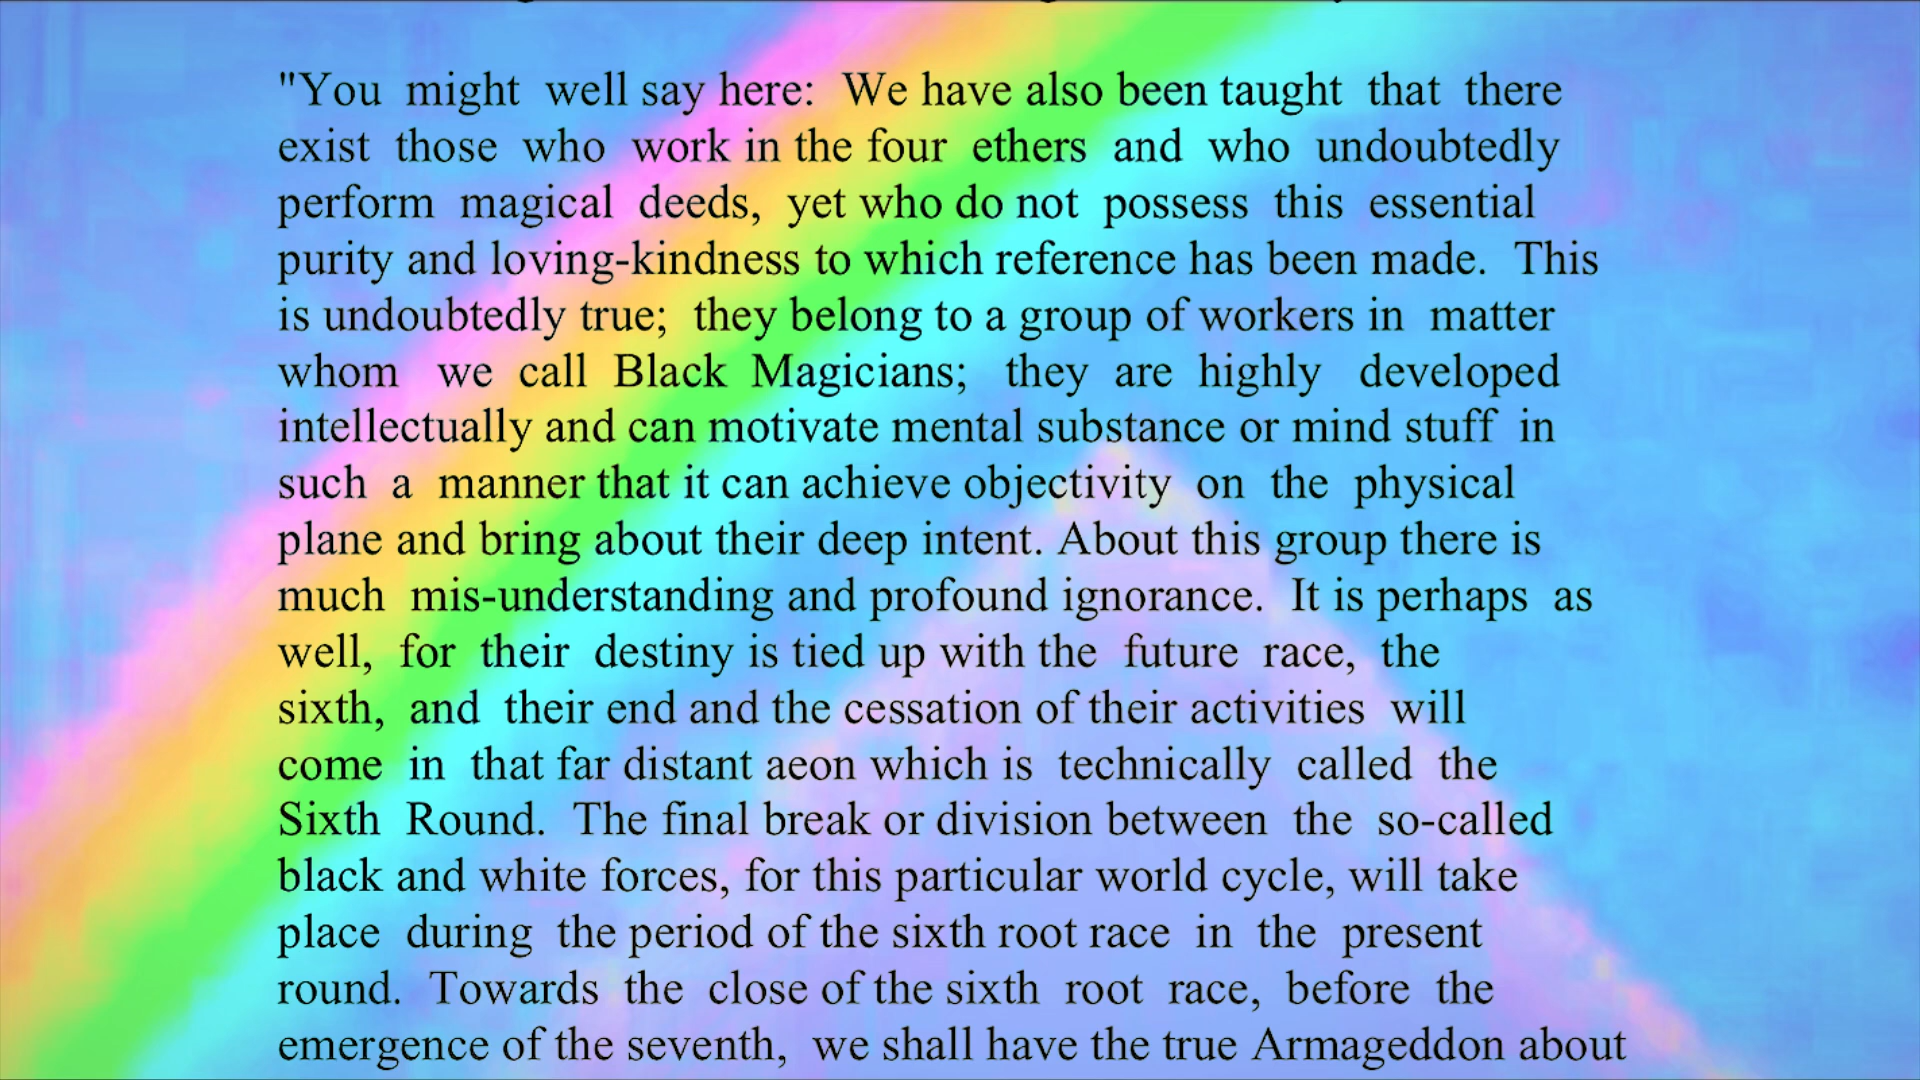 "You might well say here: We have also been taught that there
exist those who work in the four ethers and who undoubtedly
perform magical deeds, yet who do not possess this essential
purity and loving-kindness to which reference has been made. This
is undoubtedly true; they belong to a group of workers in matter
whom we call Black Magicians; they are highly developed
intellectually and can motivate mental substance or mind stuff in
such a manner that it can achieve objectivity on the physical
plane and bring about their deep intent. About this group there is
much mis-understanding and profound ignorance. It is perhaps as
well, for their destiny is tied up with the future race, the
sixth, and their end and the cessation of their activities will
come in that far distant aeon which is technically called the
Sixth Round. The final break or division between the so-called
black and white forces, for this particular world cycle, will take
place during the period of the sixth root race in the present
round. Towards the close of the sixth root race, before the
emergence of the seventh, we shall have the true Armageddon about